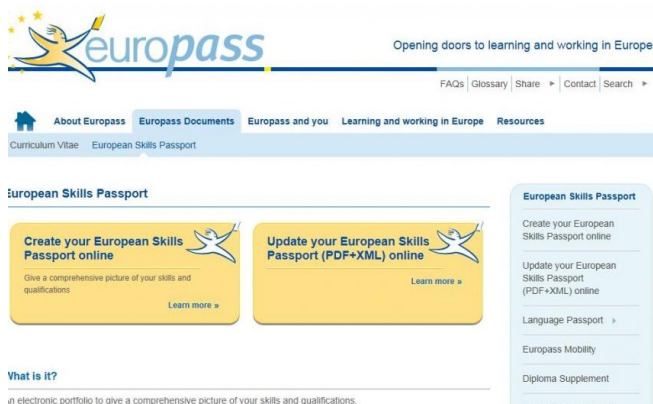 europass
Opening doors to learning and working in Europe
FAQs Glossary Share Contact Search
About Europass Europass Documents Europass and you Learning and working in Europe Resources
Curriculum Vitae European Skills Passport
European Skills Passport
Create your European Skills
Passport online
Give a comprehensive picture of your skills and
qualifications
Learn more »
Update your European Skills
Passport (PDF+XML) online
Learn more »
What is it?
An electronic portfolio to give a comprehensive picture of your skills and qualifications.
European Skills Passport
Create your European
Skills Passport online
Update your European
Skills Passport
(PDF+XML) online
Language Passport
Europass Mobility
Diploma Supplement